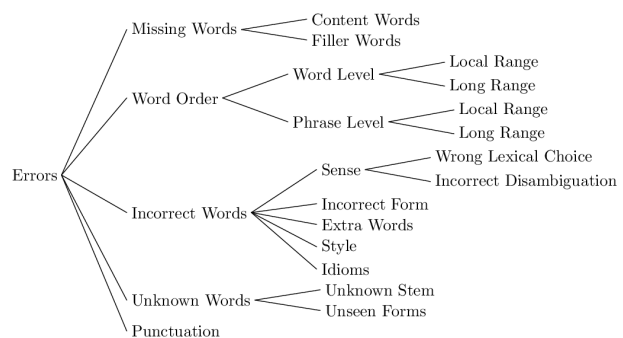 Missing Words
Content Words
Filler Words
Word Order
Word Level
Local Range
Long Range
Phrase Level
Local Range
Long Range
Errors
Incorrect Words
Sense
Wrong Lexical Choice
Incorrect Disambiguation
Incorrect Form
Extra Words
Style
Idioms
Unknown Words
Unknown Stem
Unseen Forms
Punctuation